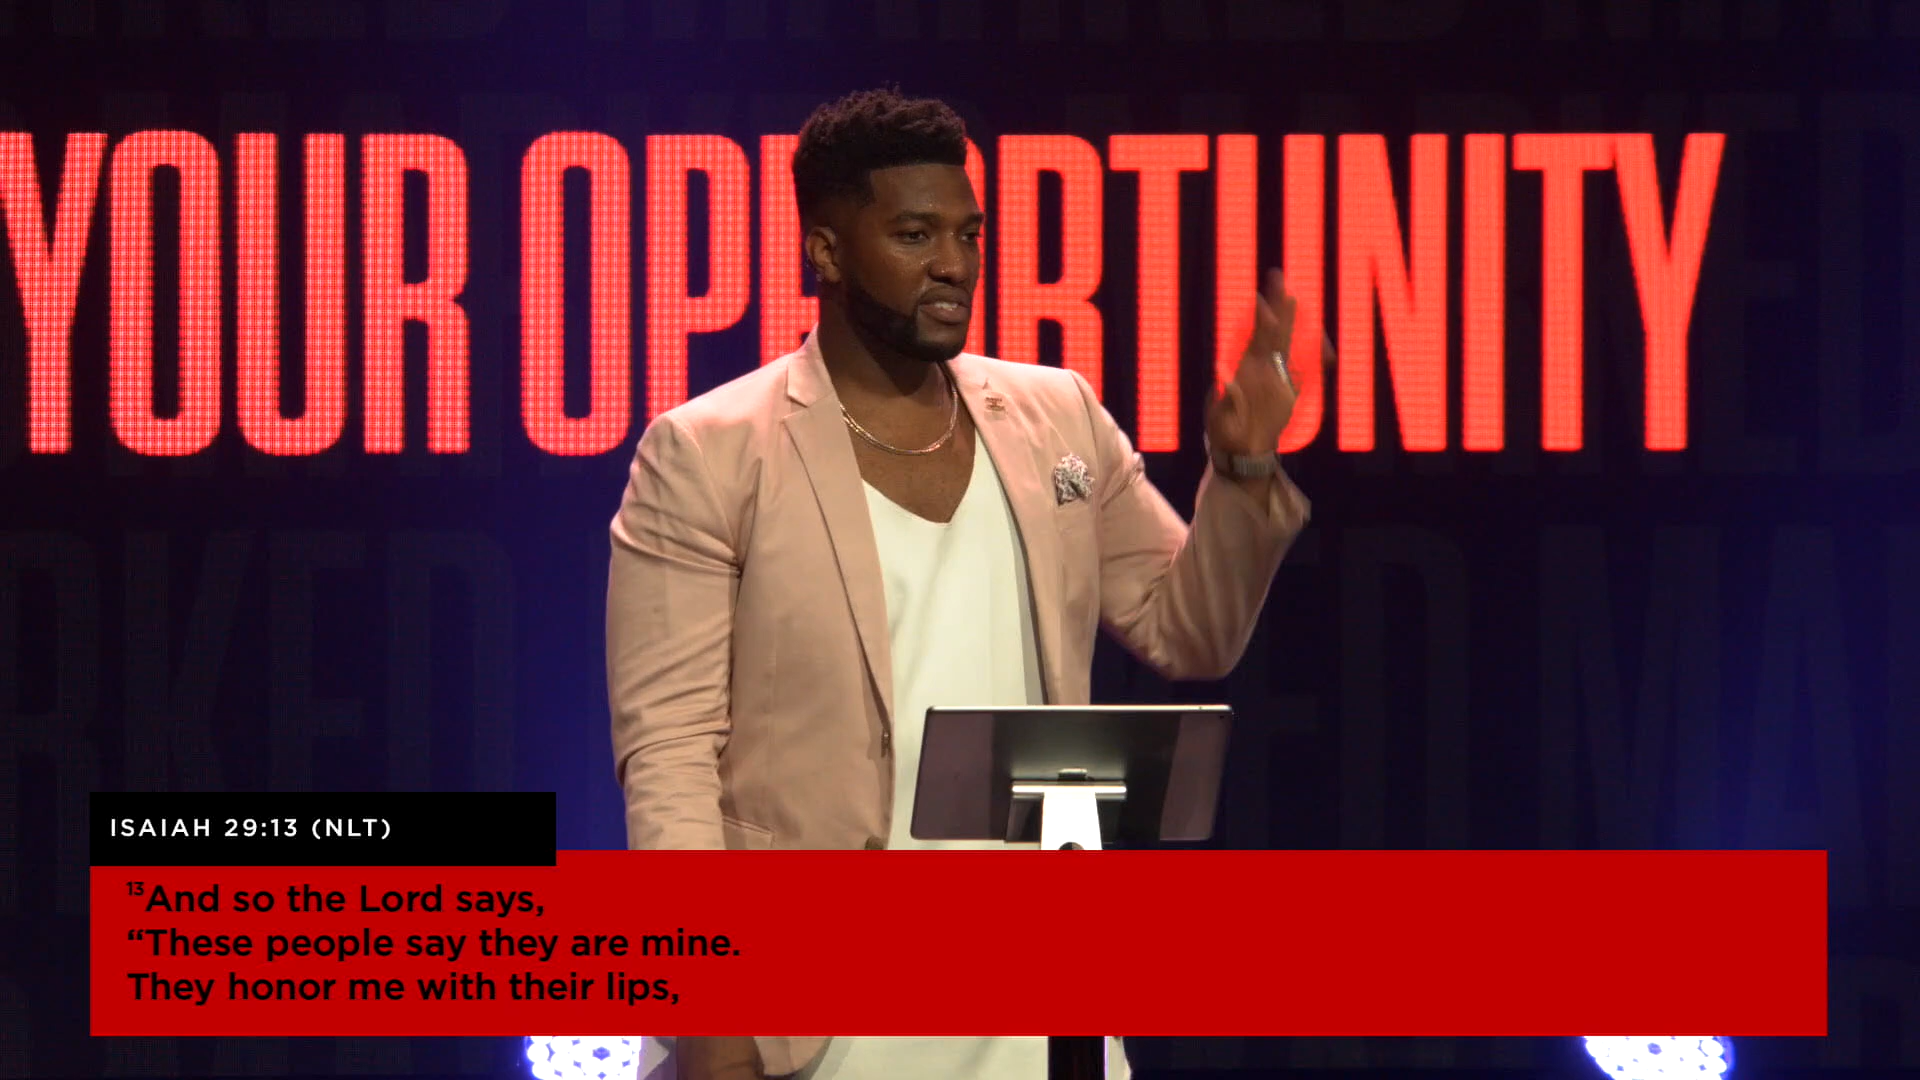 YOUR OPPORTUNITY
ISAIAH 29:13 (NLT)
¹³And so the Lord says,
“These people say they are mine.
They honor me with their lips,